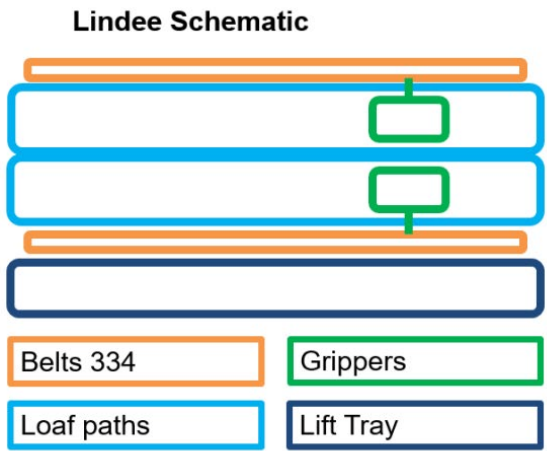 Lindee Schematic
Belts 334
Grippers
Loaf paths
Lift Tray